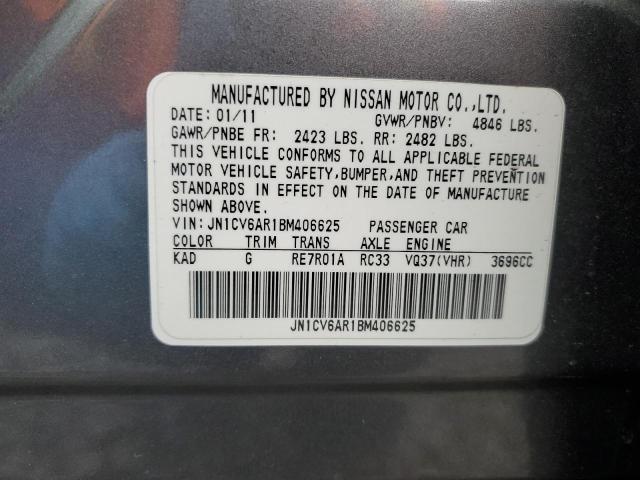 MANUFACTURED BY NISSAN MOTOR CO.,LTD.
DATE: 01/11 GVWR/PNBV: 4846 LBS.
GAWR/PNBE FR: 2423 LBS. RR: 2482 LBS.
THIS VEHICLE CONFORMS TO ALL APPLICABLE FEDERAL
MOTOR VEHICLE SAFETY,BUMPER,AND THEFT PREVENTION
STANDARDS IN EFFECT ON THE DATE OF MANUFACTURE
SHOWN ABOVE.
VIN: JN1CV6AR1BM406625 PASSENGER CAR
COLOR TRIM TRANS AXLE ENGINE
KAD G RE7R01A RC33 VQ37(VHR) 3696CC
JN1CV6AR1BM406625